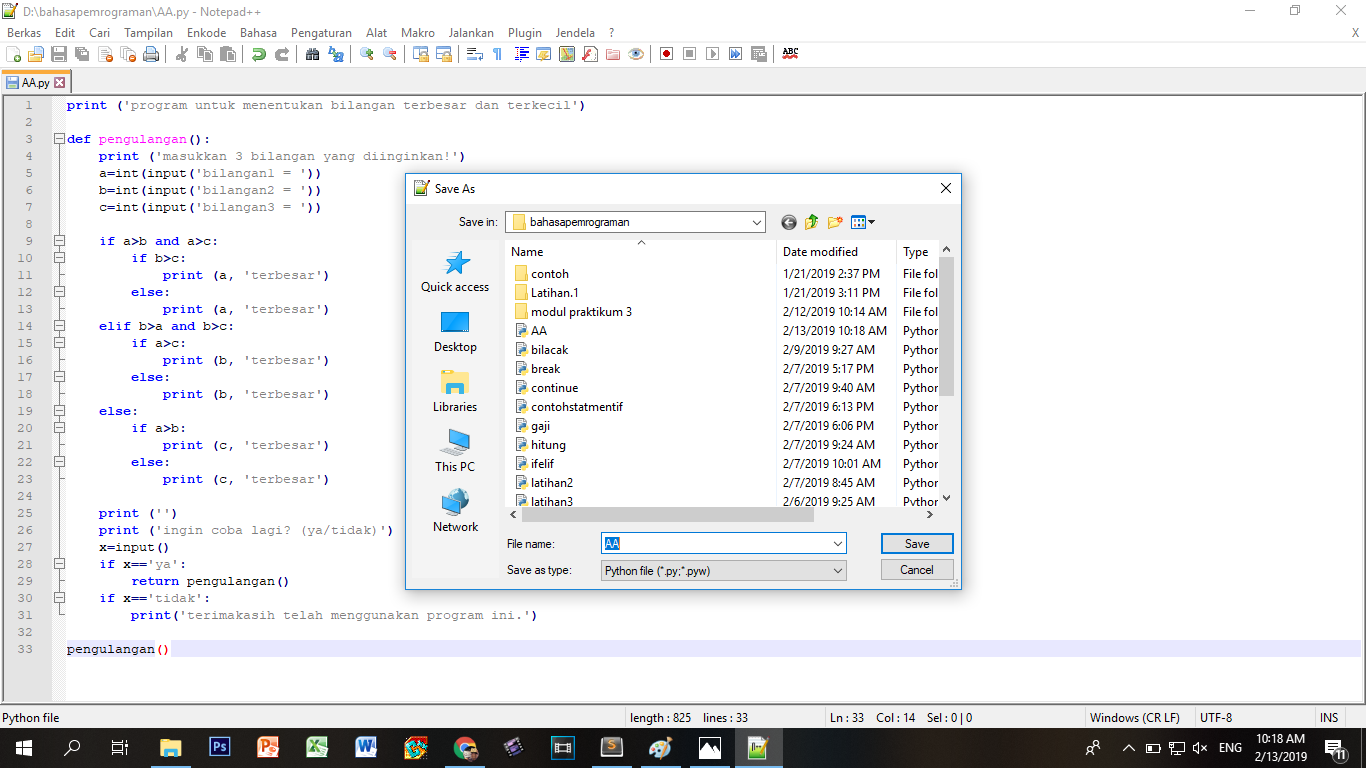 D:\bahasapemrograman\AA.py - Notepad++
Berkas Edit Cari Tampilan Enkode Bahasa Pengaturan Alat Makro Jalankan Plugin Jendela ? X
ABC
AA.py
1 print ('program untuk menentukan bilangan terbesar dan terkecil')
2
3 def pengulangan():
4 print ('masukkan 3 bilangan yang diinginkan!')
5 a=int(input('bilangan1 = '))
6 b=int(input('bilangan2 = '))
7 c=int(input('bilangan3 = '))
8
9 if a>b and a>c:
10 if b>c:
11 print (a, 'terbesar')
12 else:
13 print (a, 'terbesar')
14 elif b>a and b>c:
15 if a>c:
16 print (b, 'terbesar')
17 else:
18 print (b, 'terbesar')
19 else:
20 if a>b:
21 print (c, 'terbesar')
22 else:
23 print (c, 'terbesar')
24
25 print ('')
26 print ('ingin coba lagi? (ya/tidak)')
27 x=input()
28 if x=='ya':
29 return pengulangan()
30 if x=='tidak':
31 print('terimakasih telah menggunakan program ini.')
32
33 pengulangan()
Save As
Save in: bahasapemrograman
Quick access
Desktop
Libraries
This PC
Network
Name Date modified Type
contoh 1/21/2019 2:37 PM File fol
Latihan.1 1/21/2019 3:11 PM File fol
modul praktikum 3 2/12/2019 10:14 AM File fol
AA 2/13/2019 10:18 AM Python
bilacak 2/9/2019 9:27 AM Python
break 2/7/2019 5:17 PM Python
continue 2/7/2019 9:40 AM Python
contohstatmentif 2/7/2019 6:13 PM Python
gaji 2/7/2019 6:06 PM Python
hitung 2/7/2019 9:24 AM Python
ifelif 2/7/2019 10:01 AM Python
latihan2 2/7/2019 8:45 AM Python
latihan3 2/6/2019 9:25 AM Python
File name: AA Save
Save as type: Python file (*.py;*.pyw) Cancel
Python file length : 825 lines : 33 Ln : 33 Col : 14 Sel : 0 | 0 Windows (CR LF) UTF-8 INS
Ps
ENG
10:18 AM
2/13/2019
11